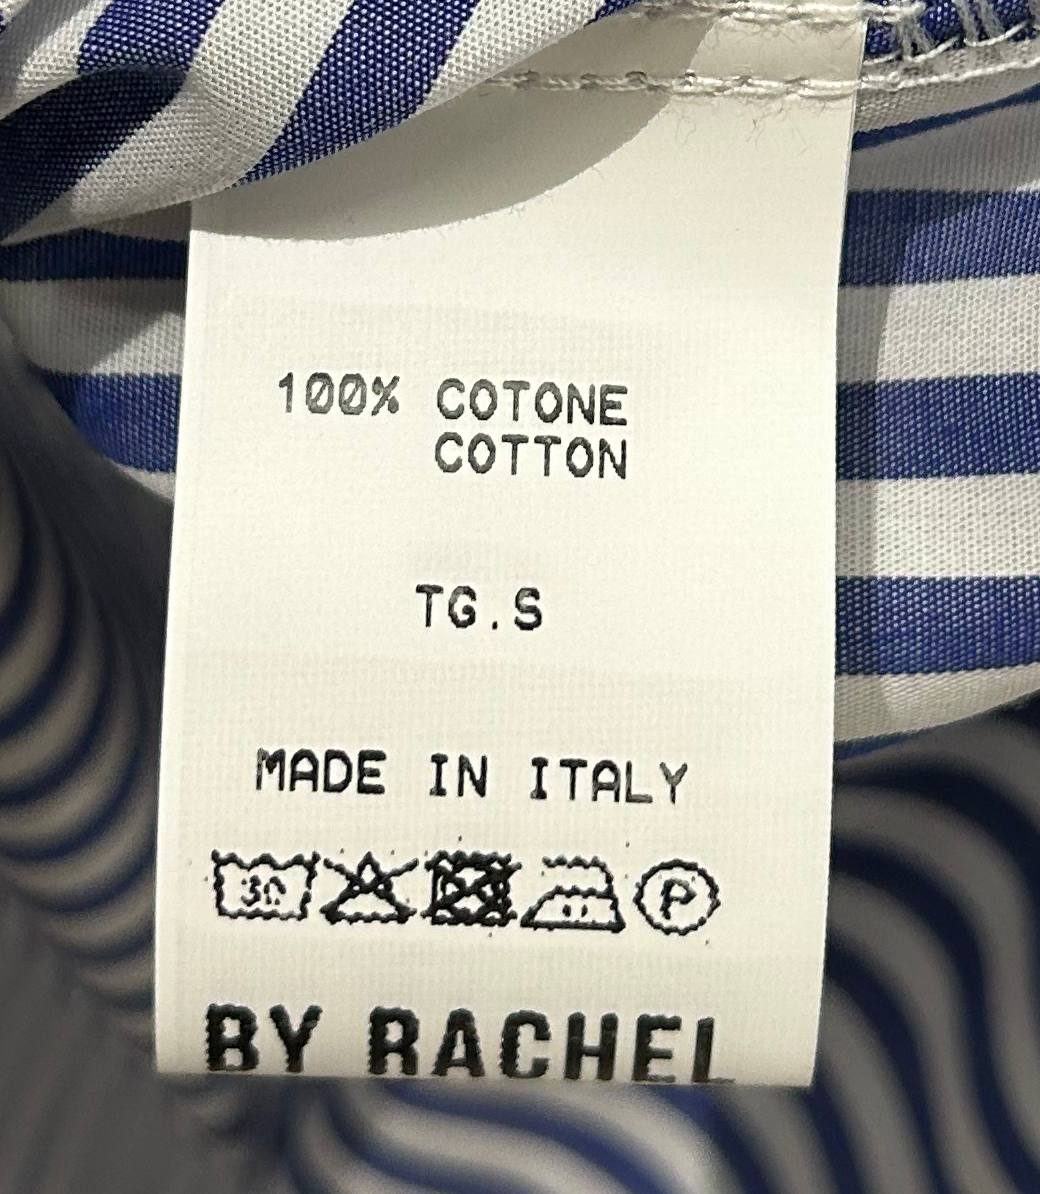 100% COTONE
COTTON
TG.S
MADE IN ITALY
30 P
BY RACHEL